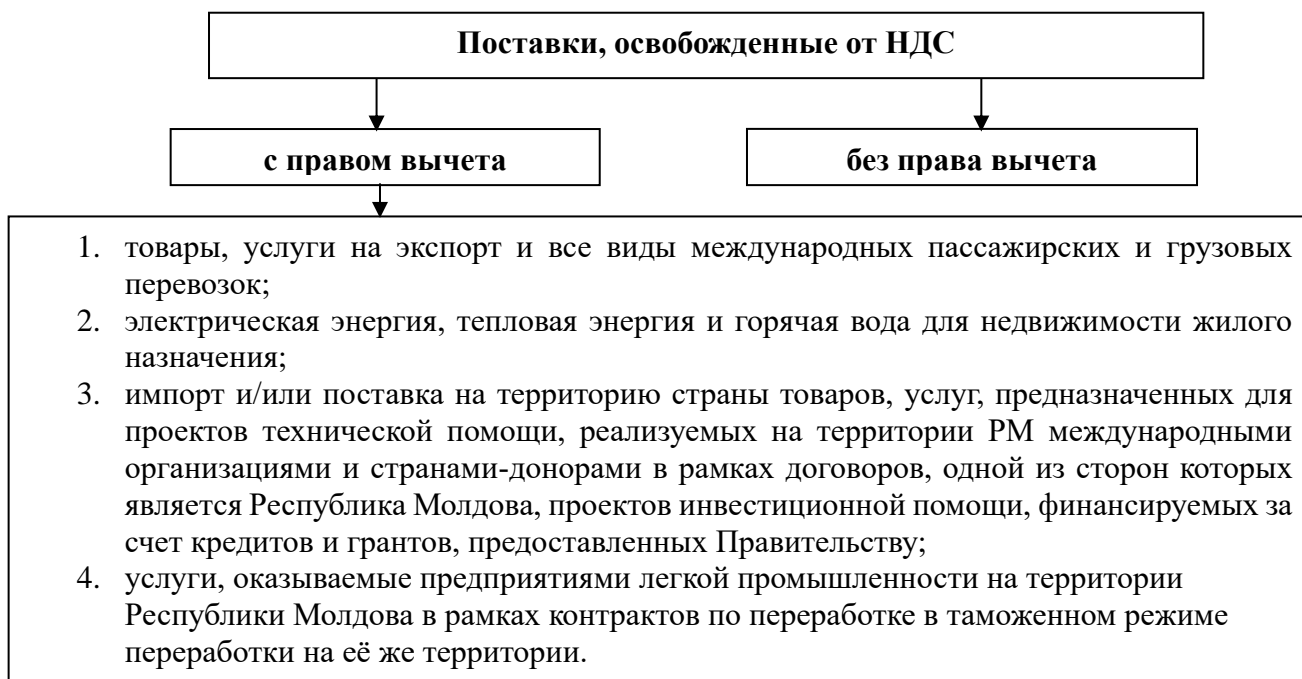 Поставки, освобожденные от НДС
с правом вычета
без права вычета
1. товары, услуги на экспорт и все виды международных пассажирских и грузовых
перевозок;
2. электрическая энергия, тепловая энергия и горячая вода для недвижимости жилого
назначения;
3. импорт и/или поставка на территорию страны товаров, услуг, предназначенных для
проектов технической помощи, реализуемых на территории РМ международными
организациями и странами-донорами в рамках договоров, одной из сторон которых
является Республика Молдова, проектов инвестиционной помощи, финансируемых за
счет кредитов и грантов, предоставленных Правительству;
4. услуги, оказываемые предприятиями легкой промышленности на территории
Республики Молдова в рамках контрактов по переработке в таможенном режиме
переработки на её же территории.